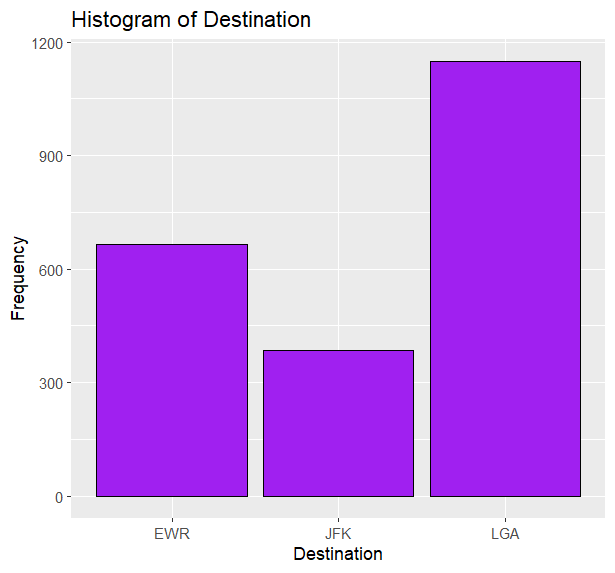 Histogram of Destination
1200
900
600
300
0
Frequency
EWR JFK LGA
Destination